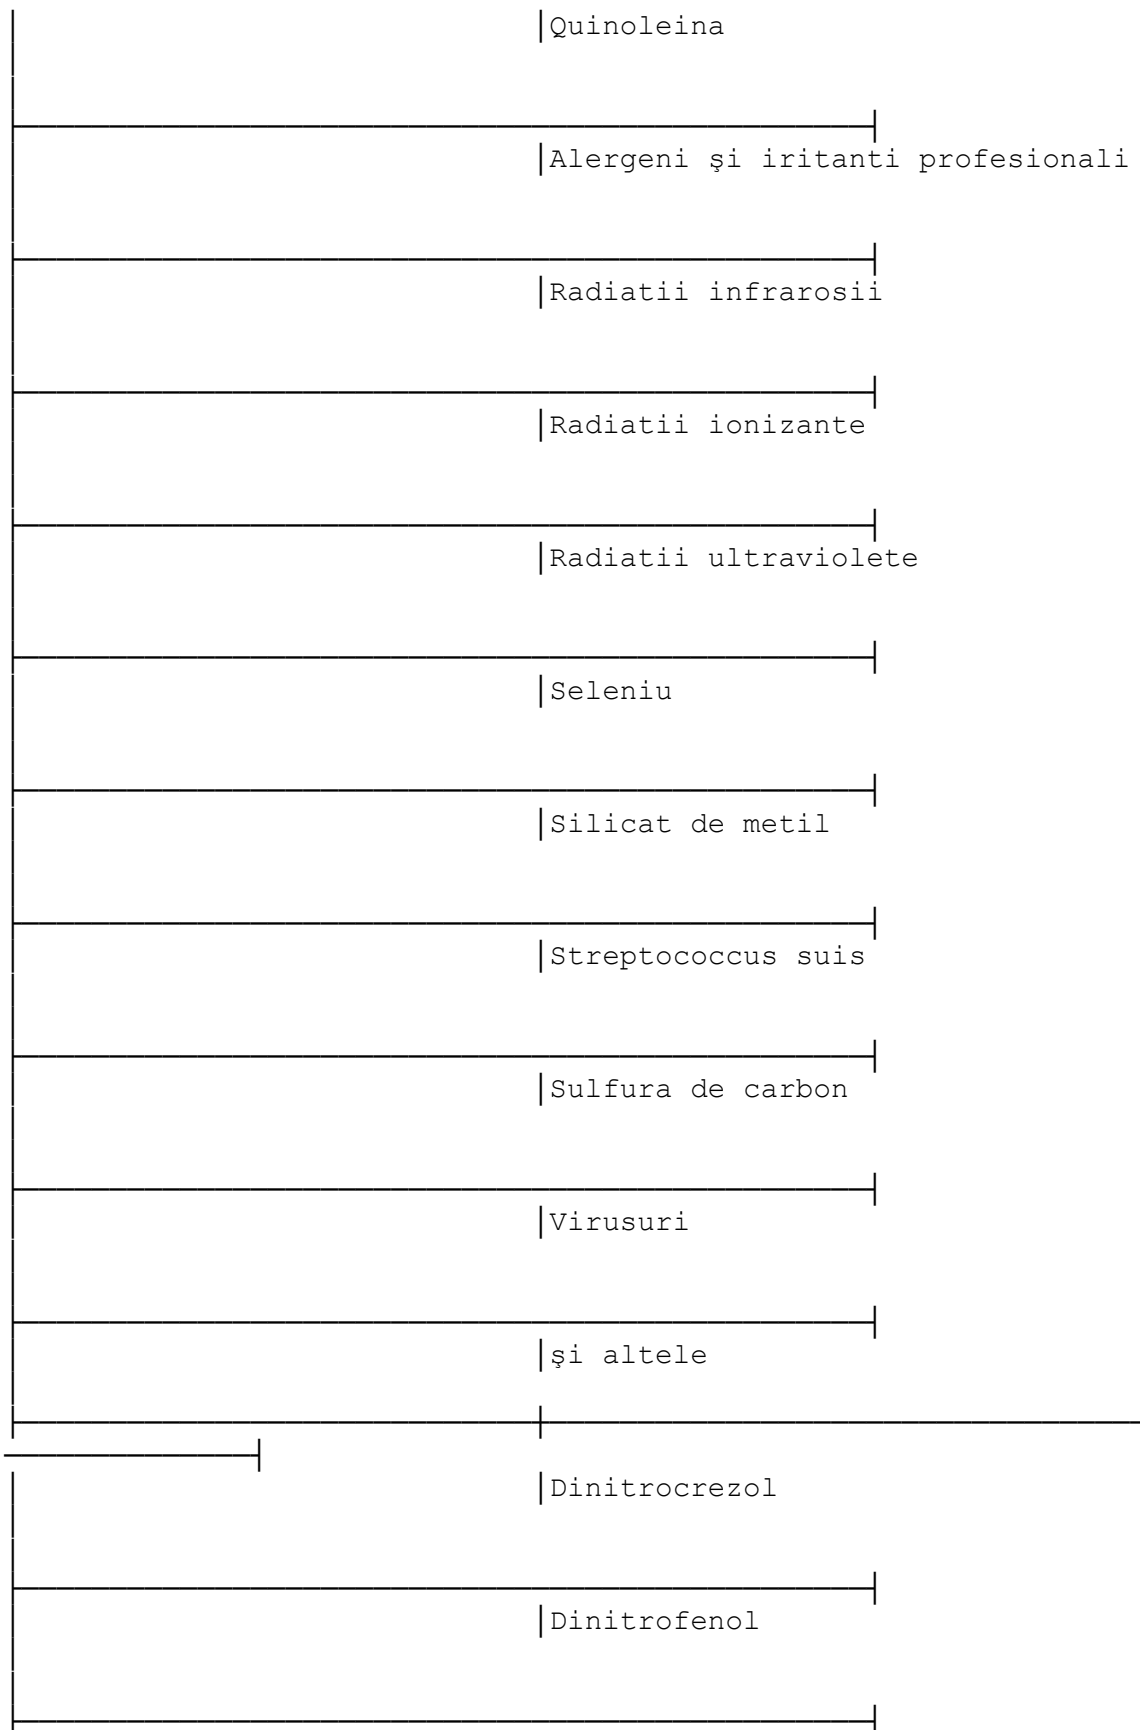 Quinoleina
Alergeni şi iritanti profesionali
Radiatii infrarosii
Radiatii ionizante
Radiatii ultraviolete
Seleniu
Silicat de metil
Streptococcus suis
Sulfura de carbon
Virusuri
şi altele
Dinitrocrezol
Dinitrofenol